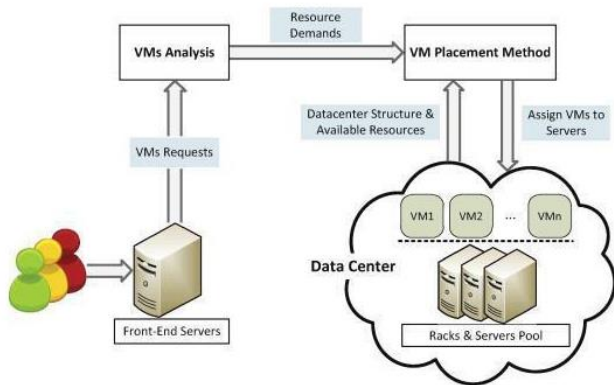 Resource
Demands
VMs Analysis
VM Placement Method
Datacenter Structure &
Available Resources
Assign VMs to
Servers
VMs Requests
VM1
VM2
...
VMn
Data Center
Front-End Servers
Racks & Servers Pool